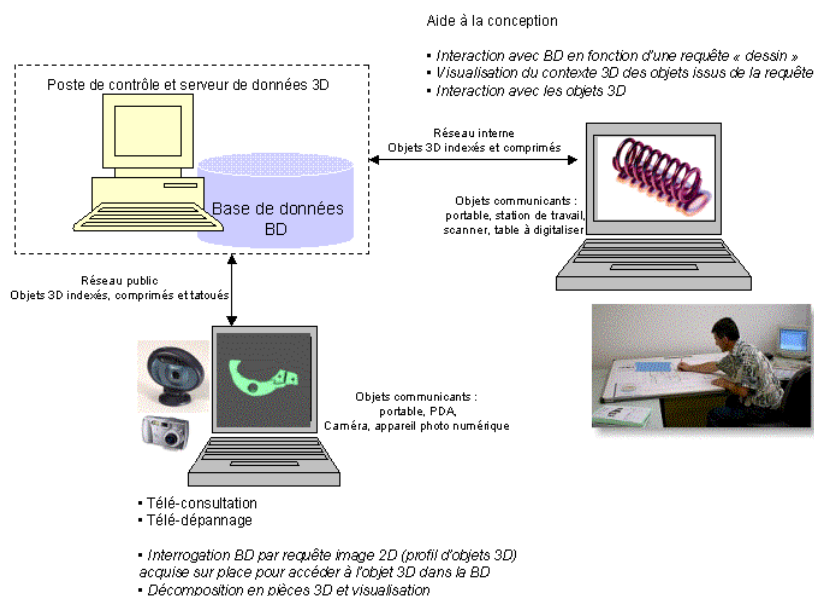 Aide à la conception
• Interaction avec BD en fonction d'une requête « dessin »
• Visualisation du contexte 3D des objets issus de la requête
• Interaction avec les objets 3D
Poste de contrôle et serveur de données 3D
Base de données
BD
Réseau interne
Objets 3D indexés et comprimés
Objets communicants :
portable, station de travail,
scanner, table à digitaliser
Réseau public
Objets 3D indexés, comprimés et tatoués
Objets communicants :
portable, PDA,
Caméra, appareil photo numérique
• Télé-consultation
• Télé-dépannage
• Interrogation BD par requête image 2D (profil d'objets 3D)
acquise sur place pour accéder à l'objet 3D dans la BD
• Décomposition en pièces 3D et visualisation